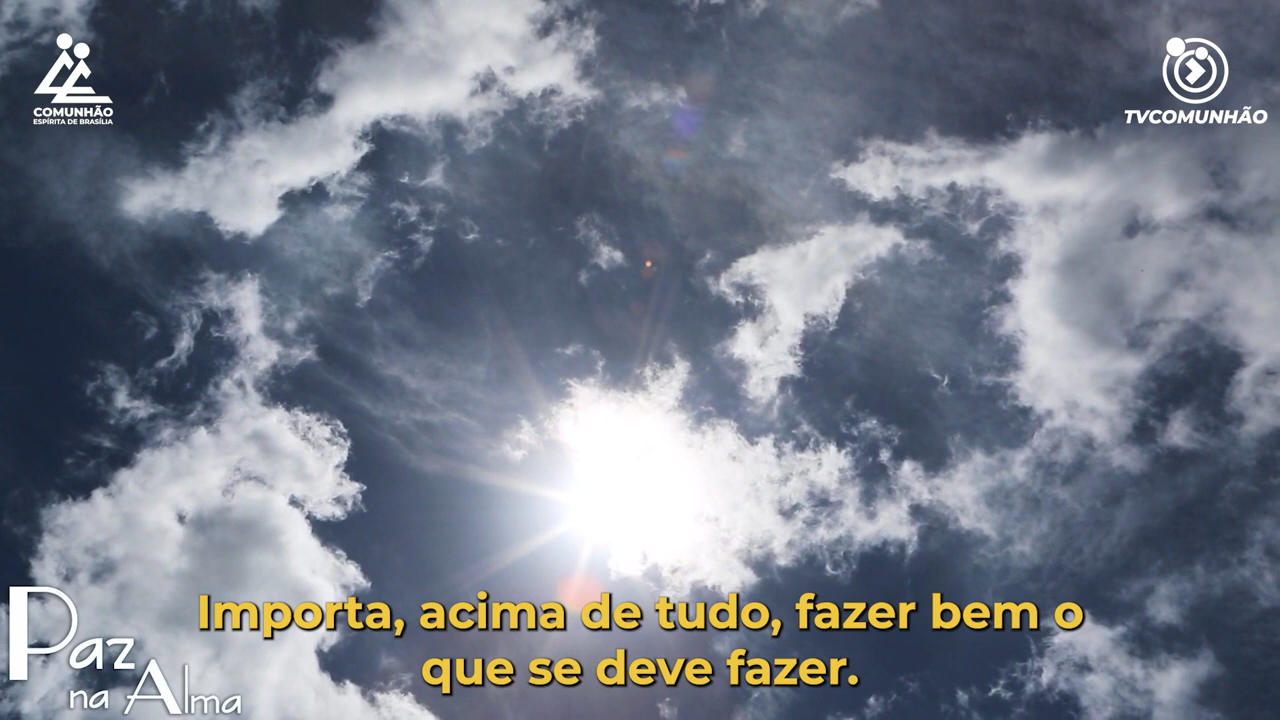 COMUNHÃO
ESPÍRITA DE BRASÍLIA
TVCOMUNHÃO
Importa, acima de tudo, fazer bem o
que se deve fazer.
Paz
na Alma